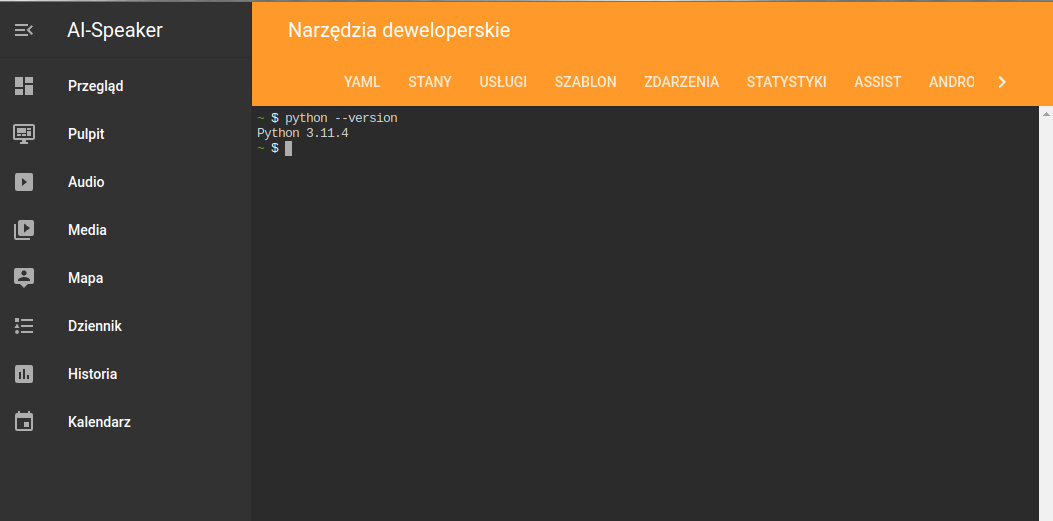 AI-Speaker
Narzędzia deweloperskie
YAML STANY USŁUGI SZABLON ZDARZENIA STATYSTYKI ASSIST ANDRO
Przegląd
Pulpit
Audio
Media
Mapa
Dziennik
Historia
Kalendarz
~ $ python --version
Python 3.11.4
~ $